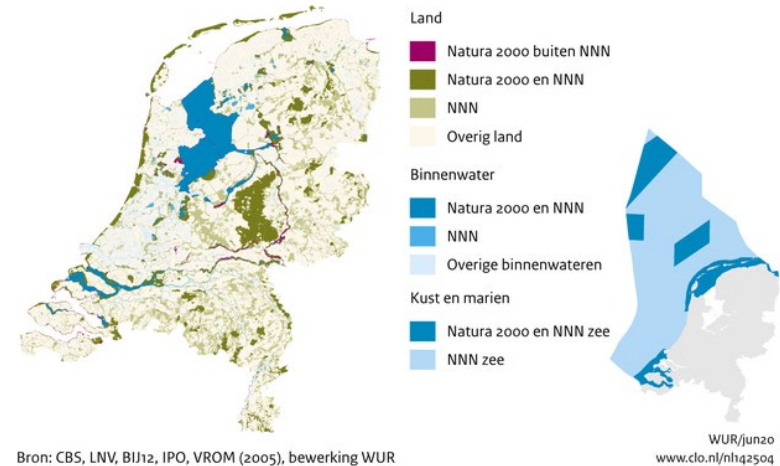 Land
Natura 2000 buiten NNN
Natura 2000 en NNN
NNN
Overig land
Binnenwater
Natura 2000 en NNN
NNN
Overige binnenwateren
Kust en marien
Natura 2000 en NNN zee
NNN zee
Bron: CBS, LNV, BIJ12, IPO, VROM (2005), bewerking WUR
WUR/jun20
www.clo.nl/nl142504